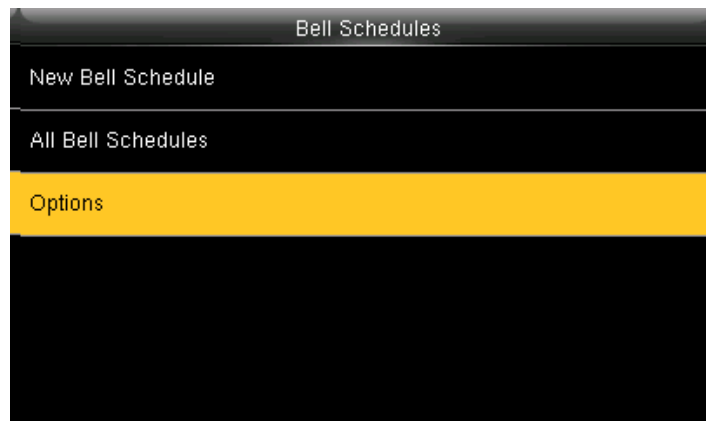 Bell Schedules
New Bell Schedule
All Bell Schedules
Options